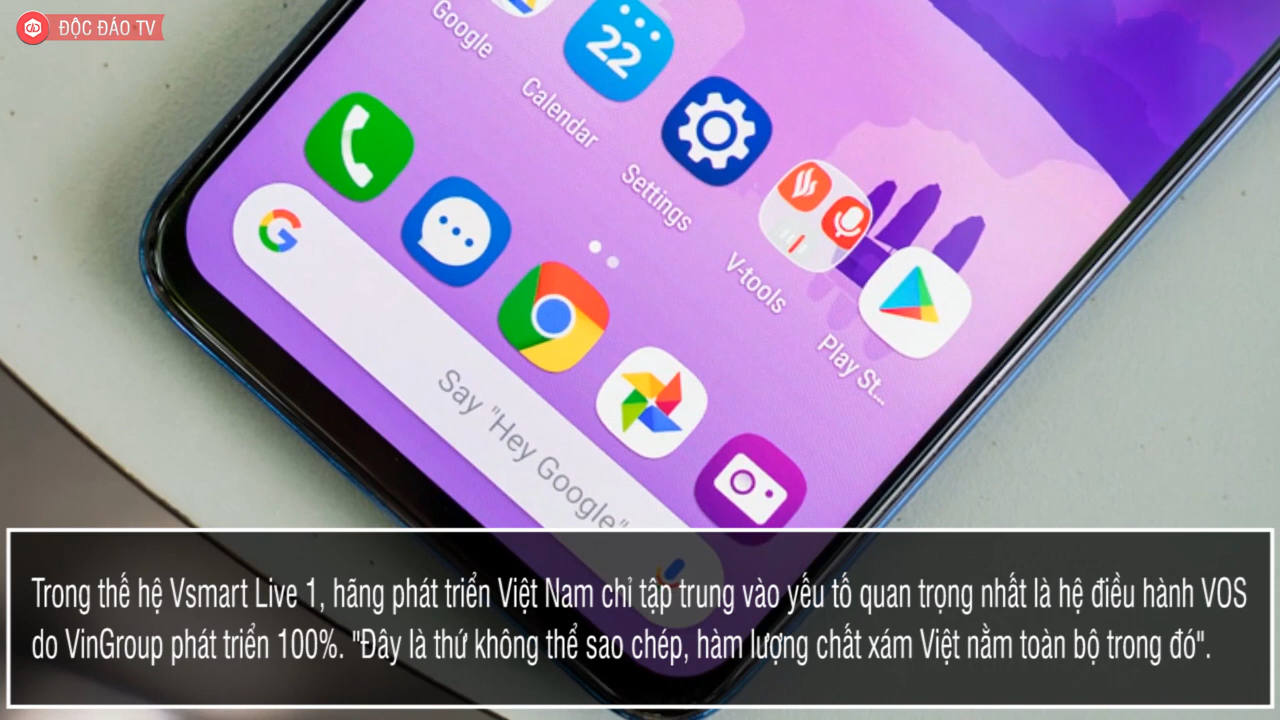 ĐỘC ĐÁO TV
Google
22
Calendar
Settings
V-tools
Play St...
G
Say "Hey Google"
Trong thế hệ Vsmart Live 1, hãng phát triển Việt Nam chỉ tập trung vào yếu tố quan trọng nhất là hệ điều hành VOS
do VinGroup phát triển 100%. "Đây là thứ không thể sao chép, hàm lượng chất xám Việt nằm toàn bộ trong đó".